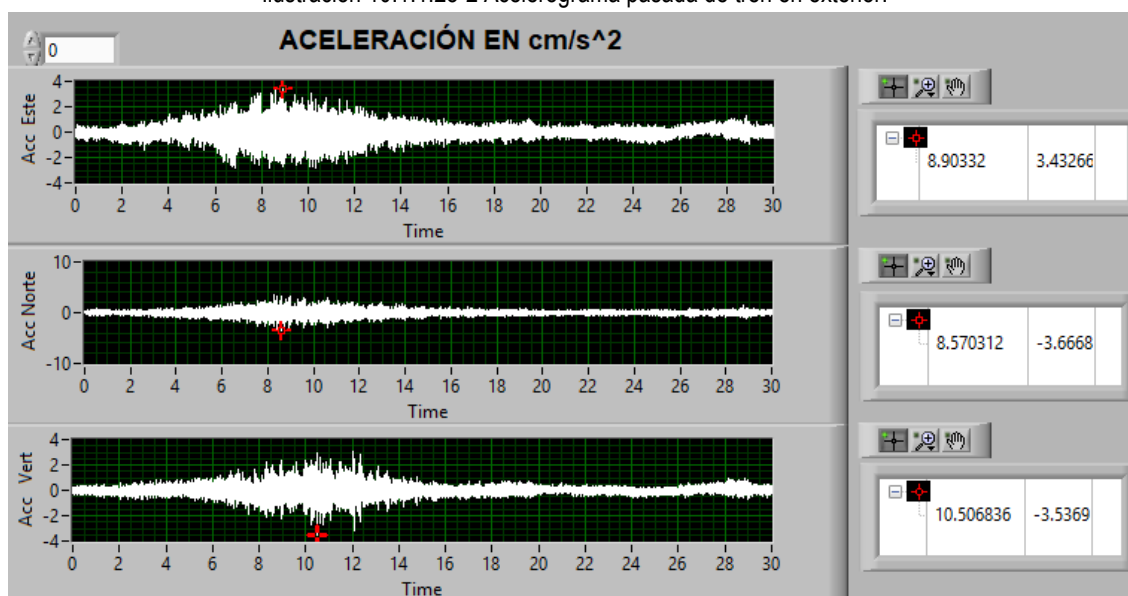 Ilustración 10.4.1.23-2 Acelerograma pasada de tren en exterior.
0
ACELERACIÓN EN cm/s^2
Acc Este
4
2
0
-2
-4
0 2 4 6 8 10 12 14 16 18 20 22 24 26 28 30
Time
8.90332 3.43266
Acc Norte
10
0
-10
0 2 4 6 8 10 12 14 16 18 20 22 24 26 28 30
Time
8.570312 -3.6668
Acc Vert
4
2
0
-2
-4
0 2 4 6 8 10 12 14 16 18 20 22 24 26 28 30
Time
10.506836 -3.5369